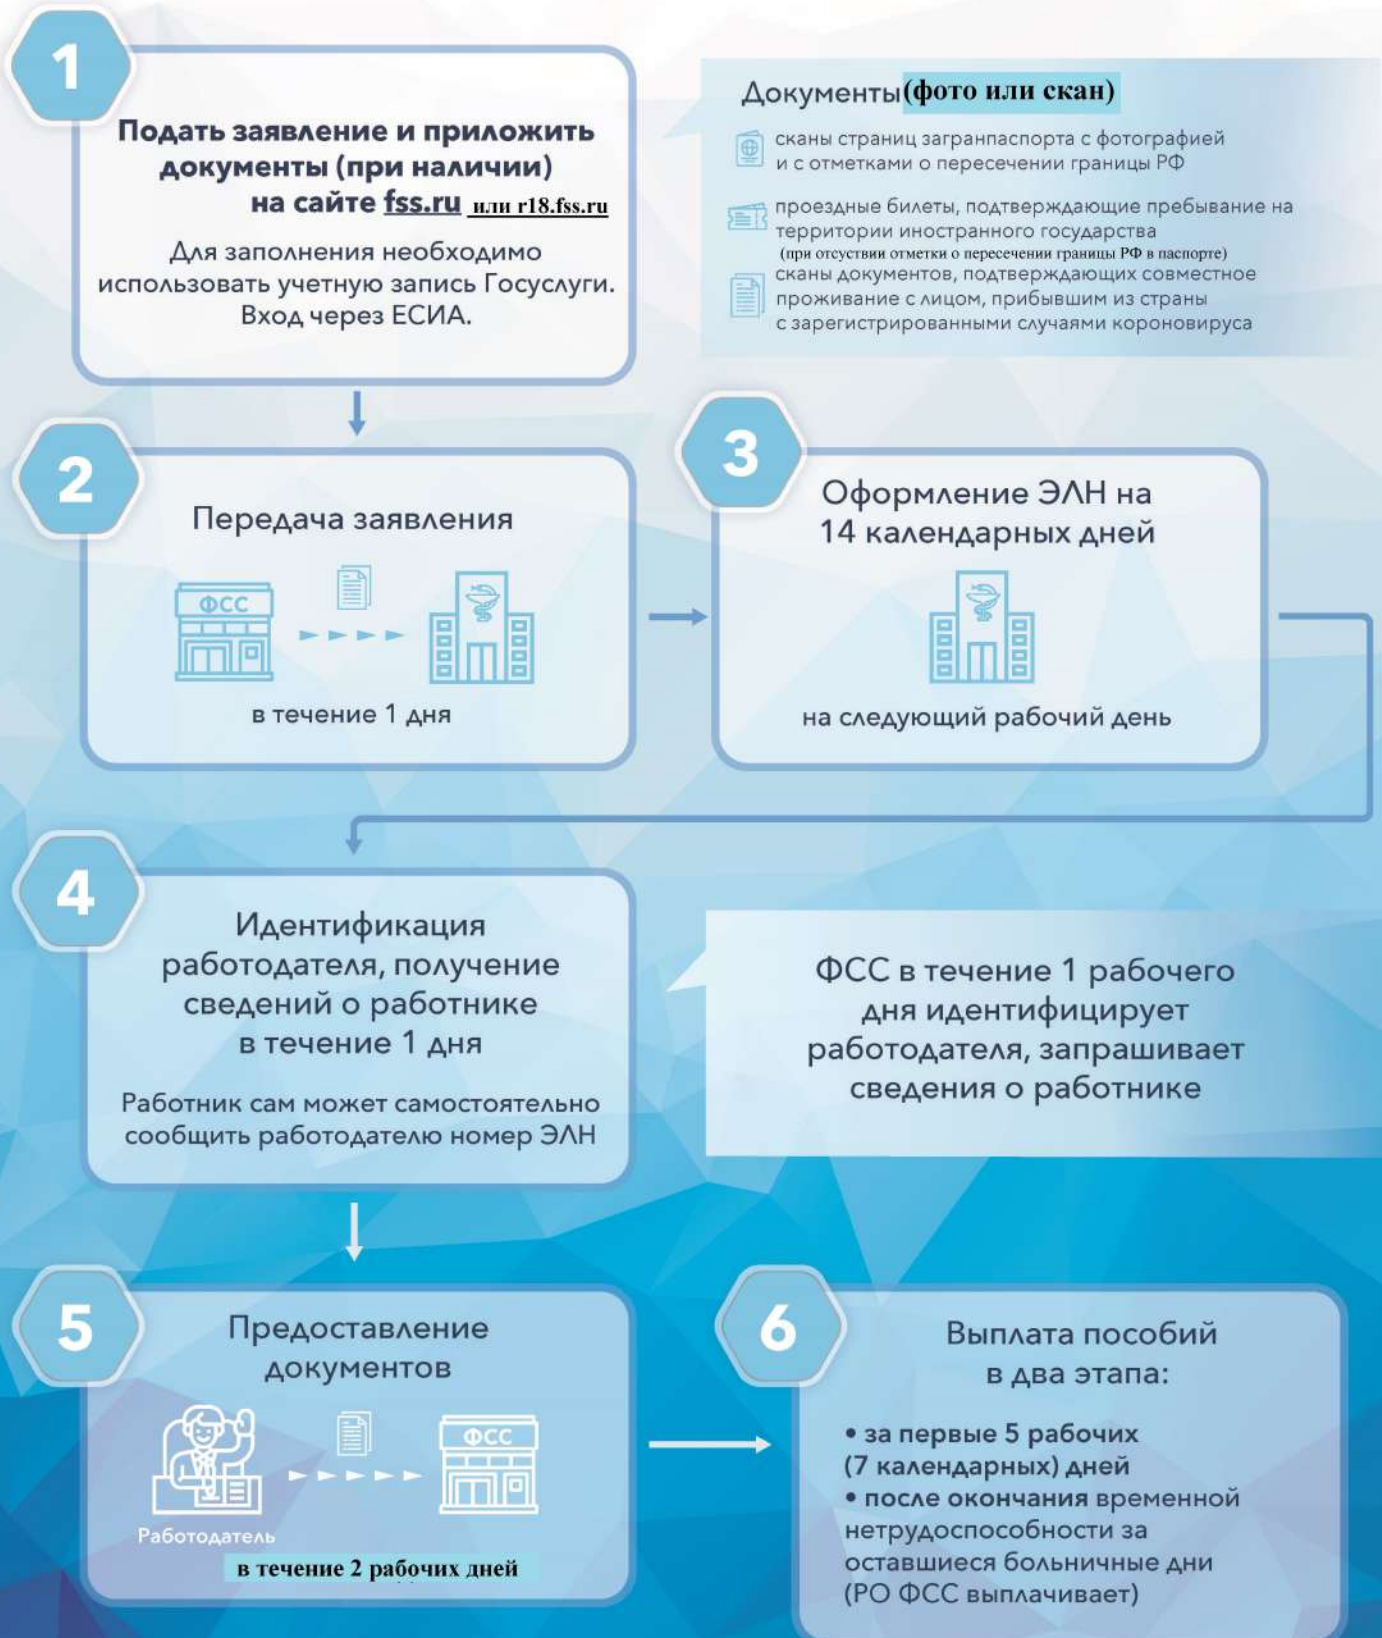 1
Подать заявление и приложить
документы (при наличии)
на сайте fss.ru или r18.fss.ru
Для заполнения необходимо
использовать учетную запись Госуслуги.
Вход через ЕСИА.
Документы (фото или скан)
сканы страниц загранпаспорта с фотографией
и с отметками о пересечении границы РФ
проездные билеты, подтверждающие пребывание на
территории иностранного государства
(при отсуствии отметки о пересечении границы РФ в паспорте)
сканы документов, подтверждающих совместное
проживание с лицом, прибывшим из страны
с зарегистрированными случаями короновируса
2
Передача заявления
ФСС
в течение 1 дня
3
Оформление ЭЛН на
14 календарных дней
на следующий рабочий день
4
Идентификация
работодателя, получение
сведений о работнике
в течение 1 дня
Работник сам может самостоятельно
сообщить работодателю номер ЭЛН
ФСС в течение 1 рабочего
дня идентифицирует
работодателя, запрашивает
сведения о работнике
5
Предоставление
документов
ФСС
Работодатель
в течение 2 рабочих дней
6
Выплата пособий
в два этапа:
• за первые 5 рабочих
(7 календарных) дней
• после окончания временной
нетрудоспособности за
оставшиеся больничные дни
(РО ФСС выплачивает)